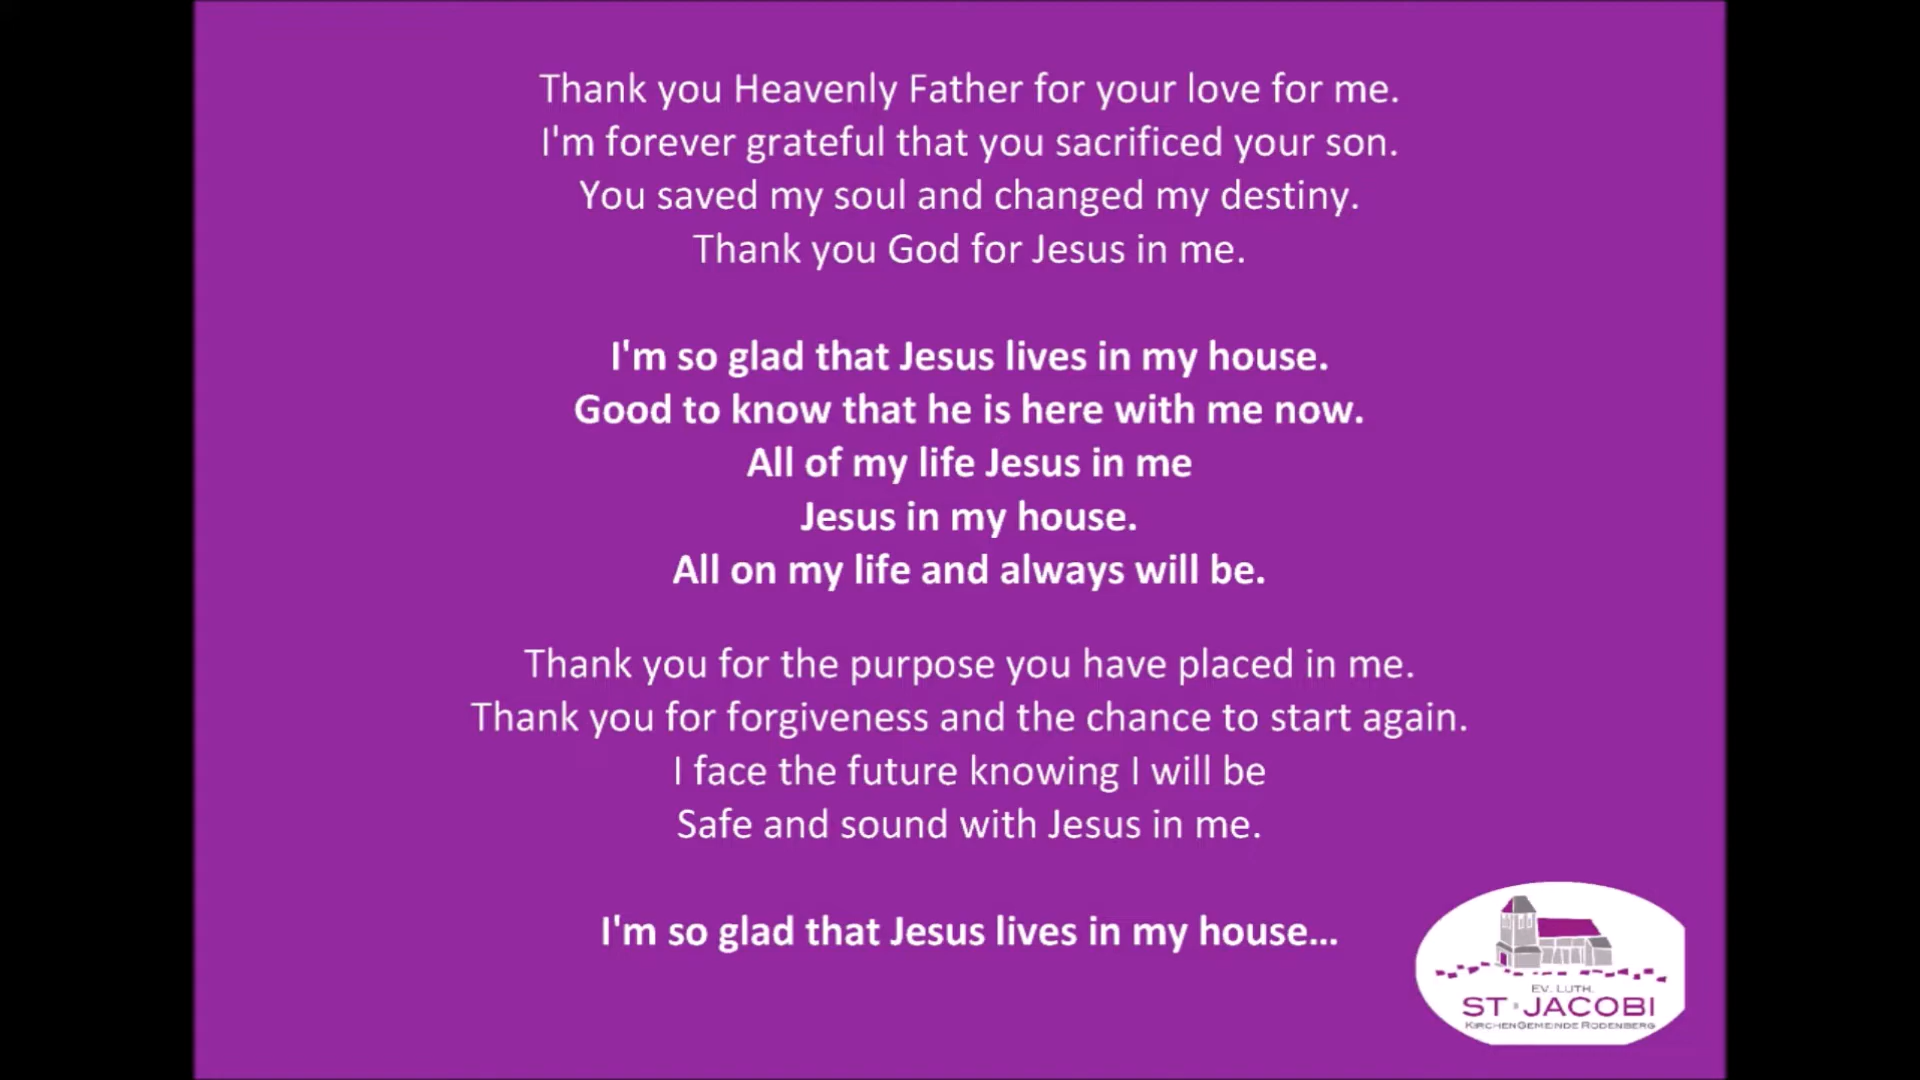 Thank you Heavenly Father for your love for me.
I'm forever grateful that you sacrificed your son.
You saved my soul and changed my destiny.
Thank you God for Jesus in me.
I'm so glad that Jesus lives in my house.
Good to know that he is here with me now.
All of my life Jesus in me
Jesus in my house.
All on my life and always will be.
Thank you for the purpose you have placed in me.
Thank you for forgiveness and the chance to start again.
I face the future knowing I will be
Safe and sound with Jesus in me.
I'm so glad that Jesus lives in my house...
EV. LUTH.
ST. JACOBI
KIRCHENGEMEINDE RODENBERG